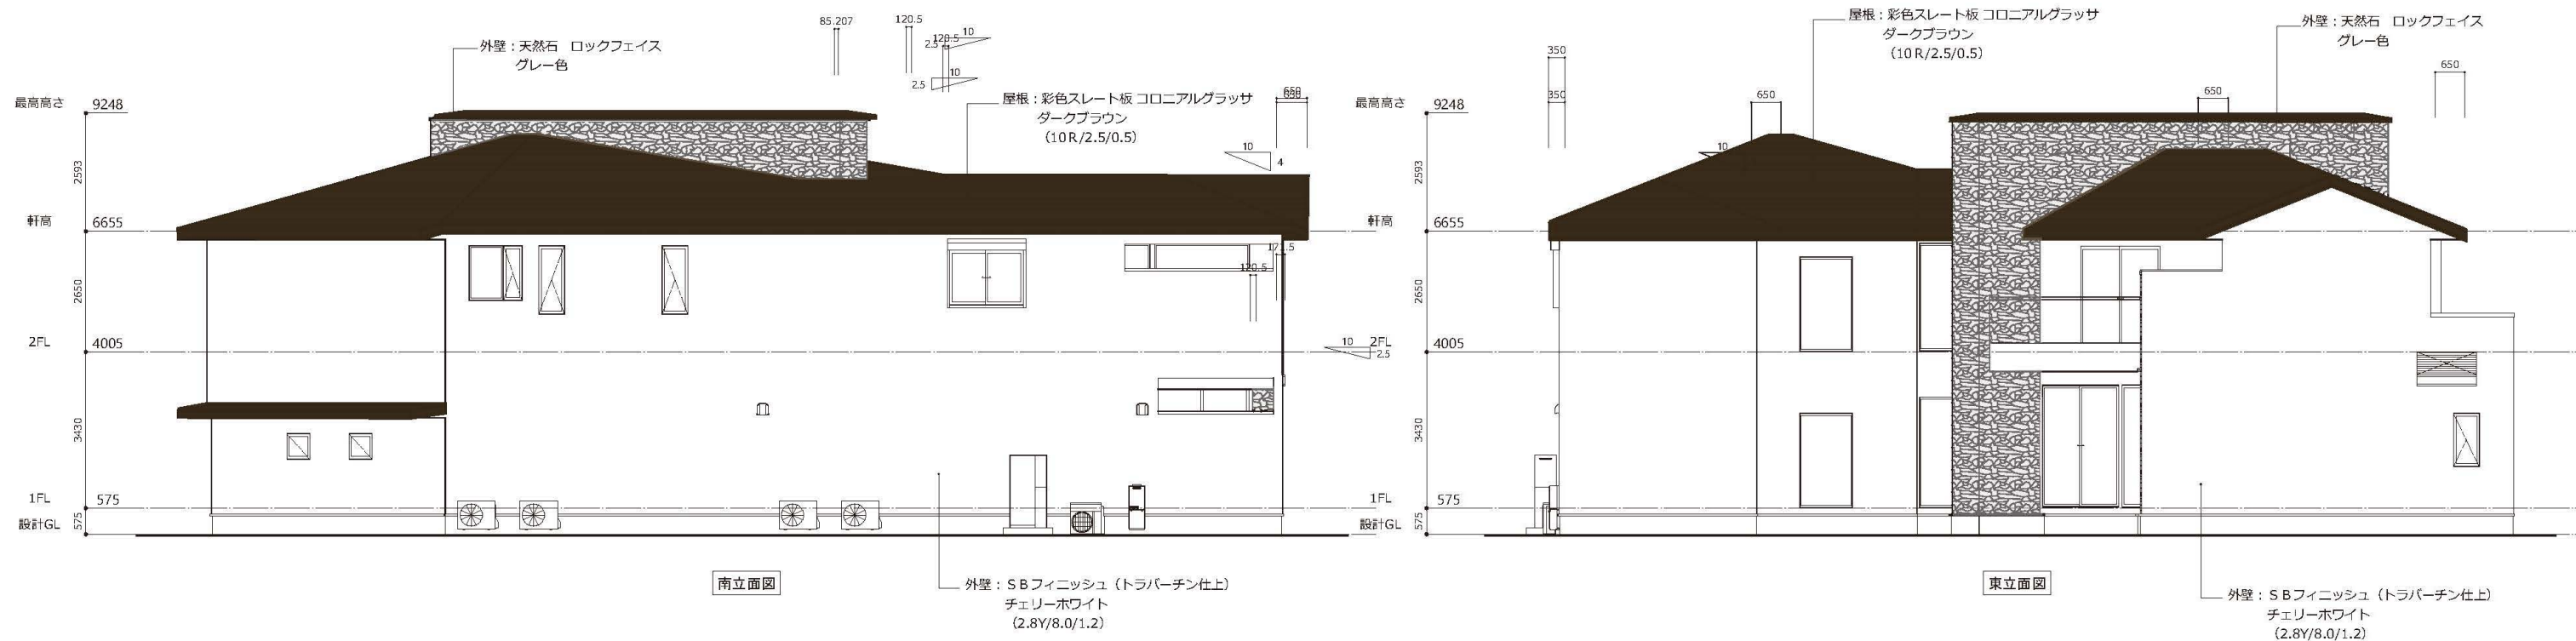 85.207
120.5
120.5
10
2.5
10
2.5
外壁：天然石　ロックフェイス
グレー色
屋根：彩色スレート板 コロニアルグラッサ
ダークブラウン
（10Ｒ/2.5/0.5）
650
10
4
最高高さ
9248
2593
軒高
6655
2650
2FL
4005
3430
1FL
575
設計GL
575
171.5
120.5
10
2.5
南立面図
外壁：ＳＢフィニッシュ（トラバーチン仕上）
チェリーホワイト
（2.8Y/8.0/1.2）
屋根：彩色スレート板 コロニアルグラッサ
ダークブラウン
（10Ｒ/2.5/0.5）
外壁：天然石　ロックフェイス
グレー色
350
350
650
650
650
10
最高高さ
9248
2593
軒高
6655
2650
2FL
4005
3430
1FL
575
設計GL
575
東立面図
外壁：ＳＢフィニッシュ（トラバーチン仕上）
チェリーホワイト
（2.8Y/8.0/1.2）